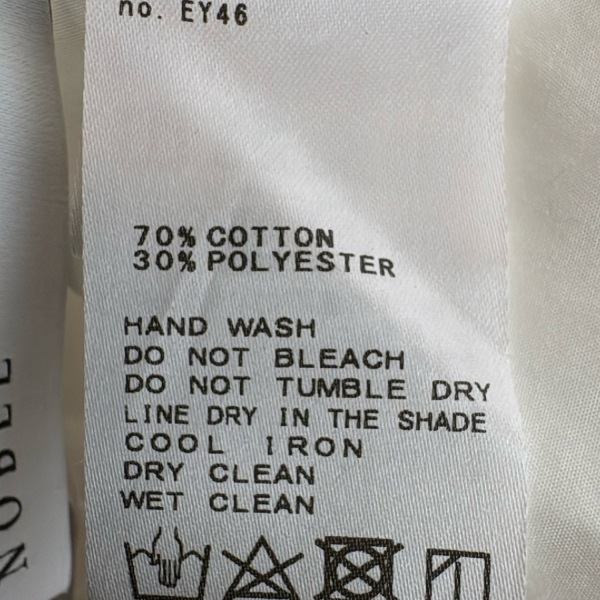 no. EY46
70% COTTON
30% POLYESTER
HAND WASH
DO NOT BLEACH
DO NOT TUMBLE DRY
LINE DRY IN THE SHADE
COOL IRON
DRY CLEAN
WET CLEAN
NOBLE